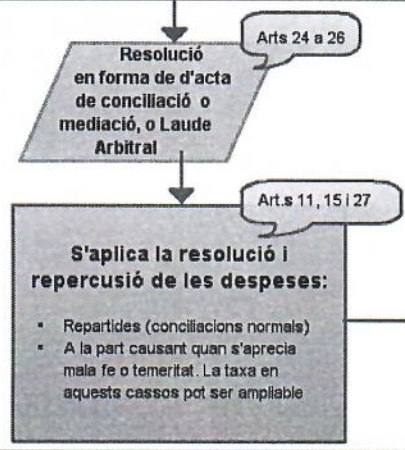 Arts 24 a 26
Resolució
en forma de d'acta
de conciliació o
mediació, o Laude
Arbitral
Art.s 11, 15 i 27
S'aplica la resolució i
repercusió de les despeses:
▪ Repartides (conciliacions normals)
▪ A la part causant quan s'aprecia
mala fe o temeritat. La taxa en
aquests cassos pot ser ampliable